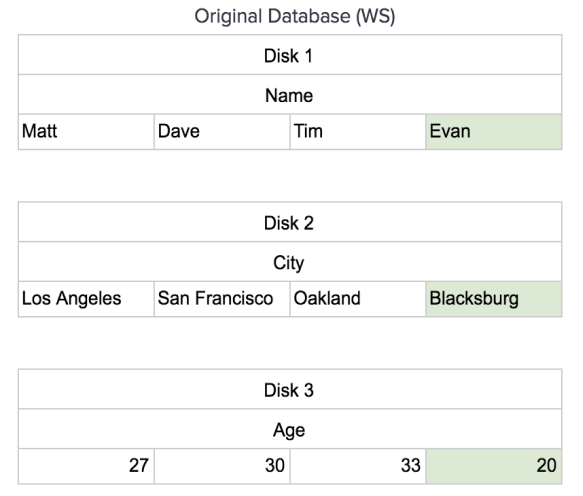 Original Database (WS)
Disk 1
Name
Matt Dave Tim Evan
Disk 2
City
Los Angeles San Francisco Oakland Blacksburg
Disk 3
Age
27 30 33 20